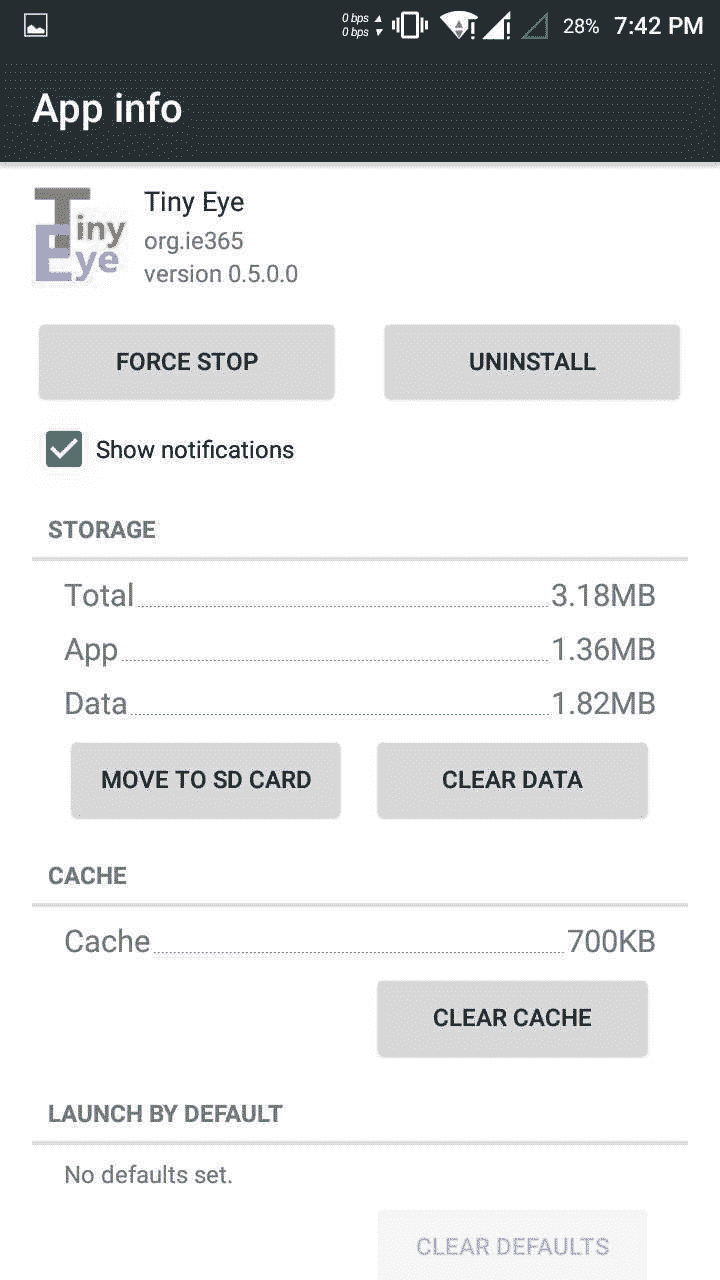 0 bps
0 bps
28% 7:42 PM
App info
Tiny
Eye
Tiny Eye
org.ie365
version 0.5.0.0
FORCE STOP UNINSTALL
Show notifications
STORAGE
Total 3.18MB
App 1.36MB
Data 1.82MB
MOVE TO SD CARD CLEAR DATA
CACHE
Cache 700KB
CLEAR CACHE
LAUNCH BY DEFAULT
No defaults set.
CLEAR DEFAULTS